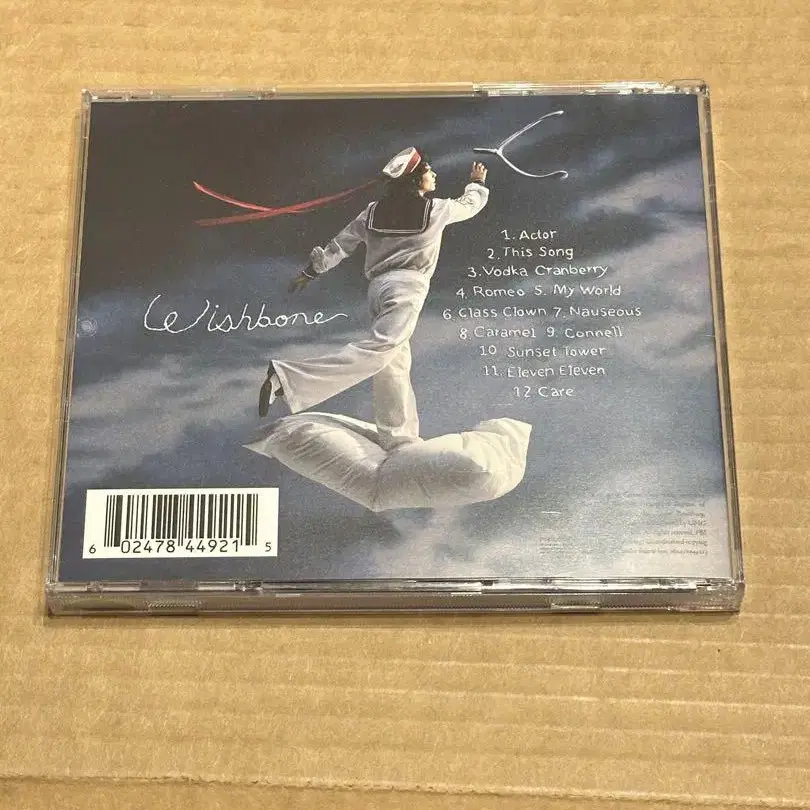 Wishbone
1. Actor
2. This Song
3. Vodka Cranberry
4. Romeo 5. My World
6 Class Clown 7. Nauseous
8. Caramel 9. Connell
10 Sunset Tower
11. Eleven Eleven
12 Care
6 02478 44921 5